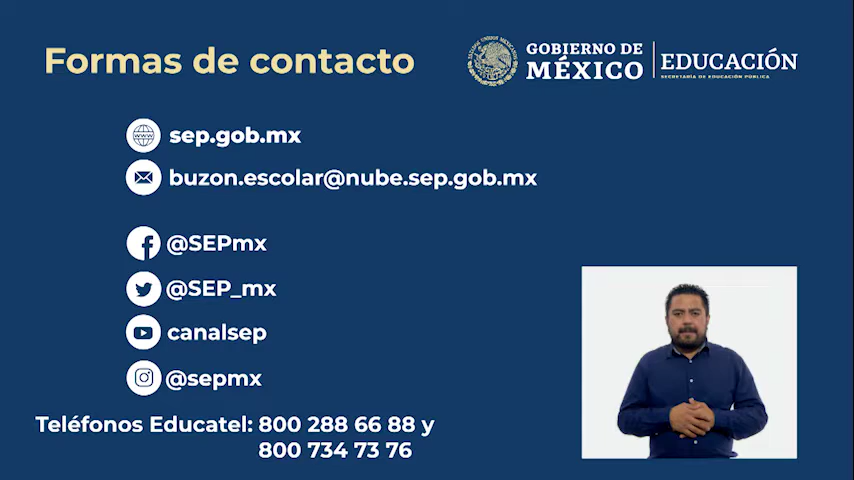 Formas de contacto
GOBIERNO DE
MÉXICO
EDUCACIÓN
SECRETARÍA DE EDUCACIÓN PÚBLICA
www
sep.gob.mx
buzon.escolar@nube.sep.gob.mx
@SEPmx
@SEP_mx
canalsep
@sepmx
Teléfonos Educatel: 800 288 66 88 y
800 734 73 76